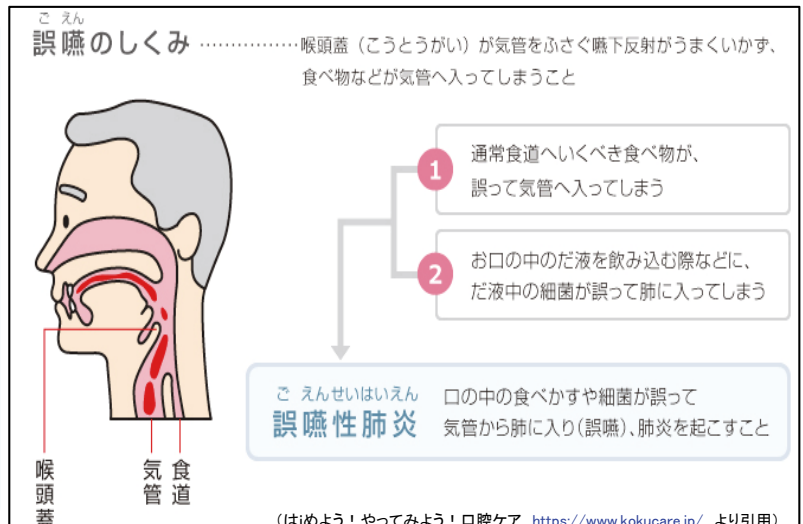 ご えん
誤嚥のしくみ ……………… 喉頭蓋（こうとうがい）が気管をふさぐ嚥下反射がうまくいかず、
食べ物などが気管へ入ってしまうこと
1 通常食道へいくべき食べ物が、
誤って気管へ入ってしまう
2 お口の中のだ液を飲み込む際などに、
だ液中の細菌が誤って肺に入ってしまう
ご えんせいはいえん
誤嚥性肺炎 口の中の食べかすや細菌が誤って
気管から肺に入り(誤嚥)、肺炎を起こすこと
喉頭蓋
気管
食道
（はじめよう！やってみよう！口腔ケア https://www.kokucare.jp/ より引用）